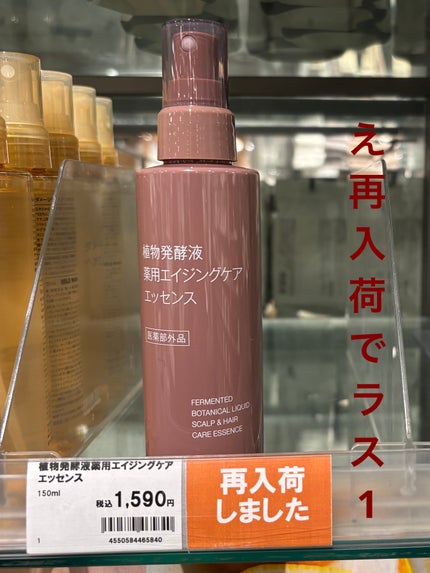 植物発酵液
薬用エイジングケア
エッセンス
医薬部外品
FERMENTED
BOTANICAL LIQUID
SCALP & HAIR
CARE ESSENCE
え再入荷でラス1
植物発酵液薬用エイジングケア
エッセンス
150ml
税込1,590円
1
4550584465840
再入荷
しました